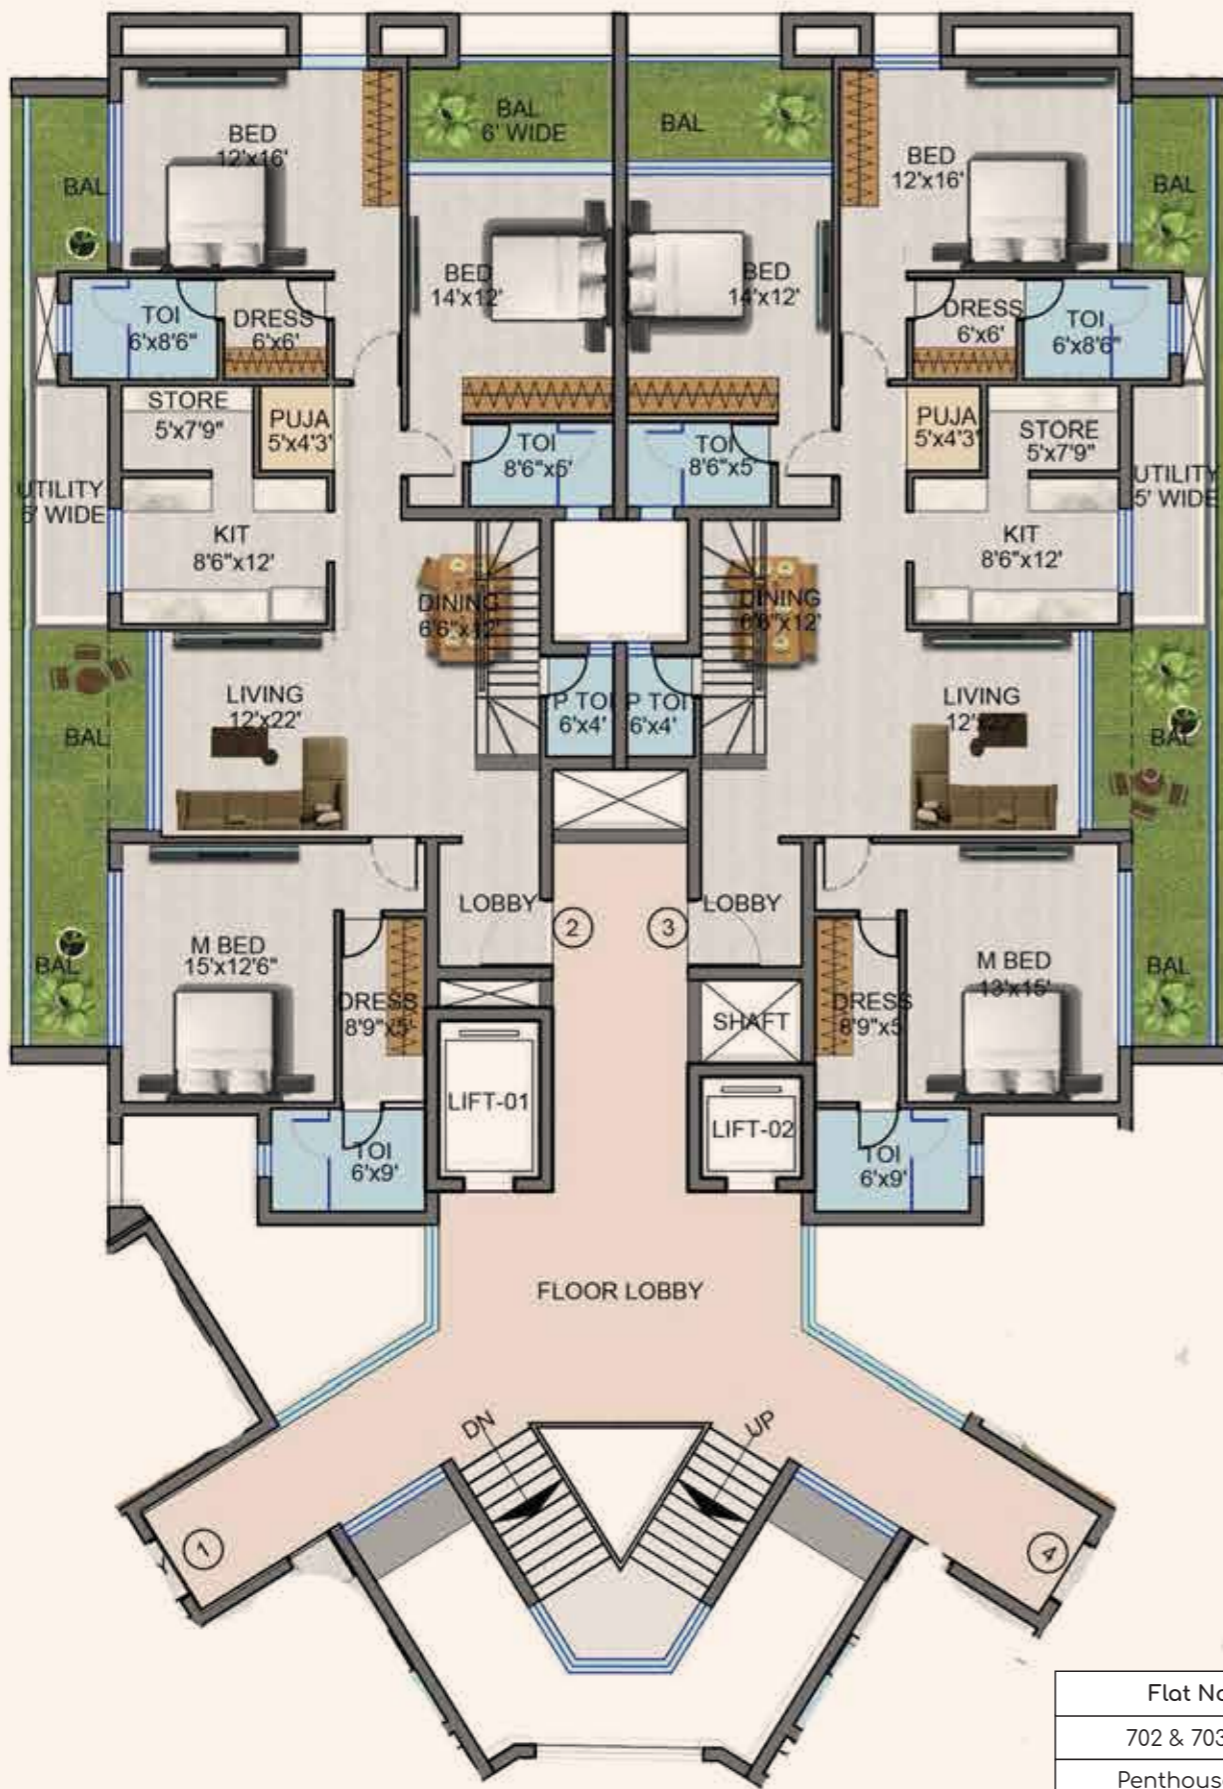 BAL
6' WIDE
BAL
BED
12'x16'
BED
12'x16'
BAL
BAL
BED
14'x12'
BED
14'x12'
TOI
6'x8'6"
DRESS
6'x6'
DRESS
6'x6'
TOI
6'x8'6"
STORE
5'x7'9"
PUJA
5'x4'3'
TOI
8'6"x5'
TOI
8'6"x5'
PUJA
5'x4'3'
STORE
5'x7'9"
UTILITY
5' WIDE
UTILITY
5' WIDE
KIT
8'6"x12'
KIT
8'6"x12'
DINING
6'6"x12'
DINING
6'6"x12'
LIVING
12'x22'
P TOI
6'x4'
P TOI
6'x4'
LIVING
BAL
BAL
LOBBY
2
3
LOBBY
M BED
15'x12'6"
M BED
13'x15'
BAL
BAL
DRESS
8'9"x5'
SHAFT
DRESS
8'9"x5
LIFT-01
LIFT-02
TOI
6'x9'
TOI
6'x9'
FLOOR LOBBY
DN
UP
1
4
Flat No
702 & 703
Penthous